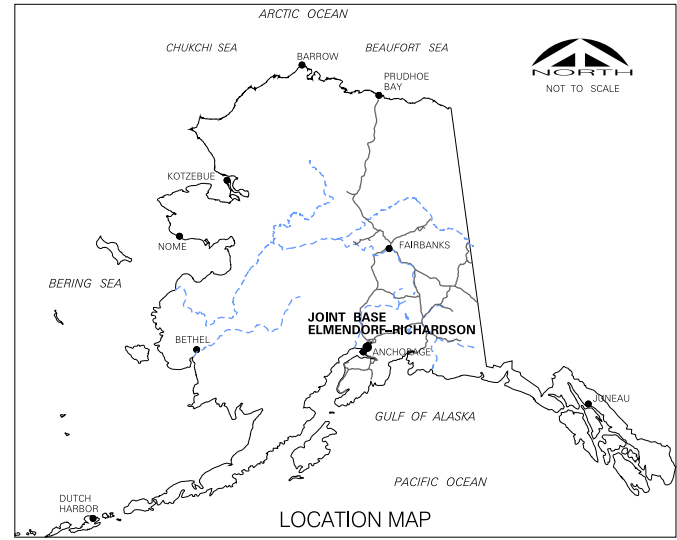 ARCTIC OCEAN
CHUKCHI SEA
BEAUFORT SEA
BARROW
PRUDHOE
BAY
NORTH
NOT TO SCALE
KOTZEBUE
NOME
FAIRBANKS
BERING SEA
JOINT BASE
ELMENDORF–RICHARDSON
BETHEL
ANCHORAGE
JUNEAU
GULF OF ALASKA
PACIFIC OCEAN
DUTCH
HARBOR
LOCATION MAP